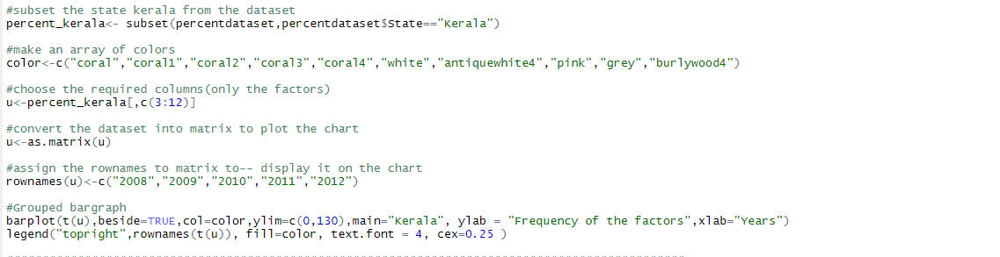 #subset the state kerala from the dataset
percent_kerala<- subset(percentdataset,percentdataset$State=="Kerala")
#make an array of colors
color<-c("coral","coral1","coral2","coral3","coral4","white","antiquewhite4","pink","grey","burlywood4")
#choose the required columns(only the factors)
u<-percent_kerala[,c(3:12)]
#convert the dataset into matrix to plot the chart
u<-as.matrix(u)
#assign the rownames to matrix to-- display it on the chart
rownames(u)<-c("2008","2009","2010","2011","2012")
#Grouped bargraph
barplot(t(u),beside=TRUE,col=color,ylim=c(0,130),main="Kerala", ylab = "Frequency of the factors",xlab="Years")
legend("topright",rownames(t(u)), fill=color, text.font = 4, cex=0.25 )